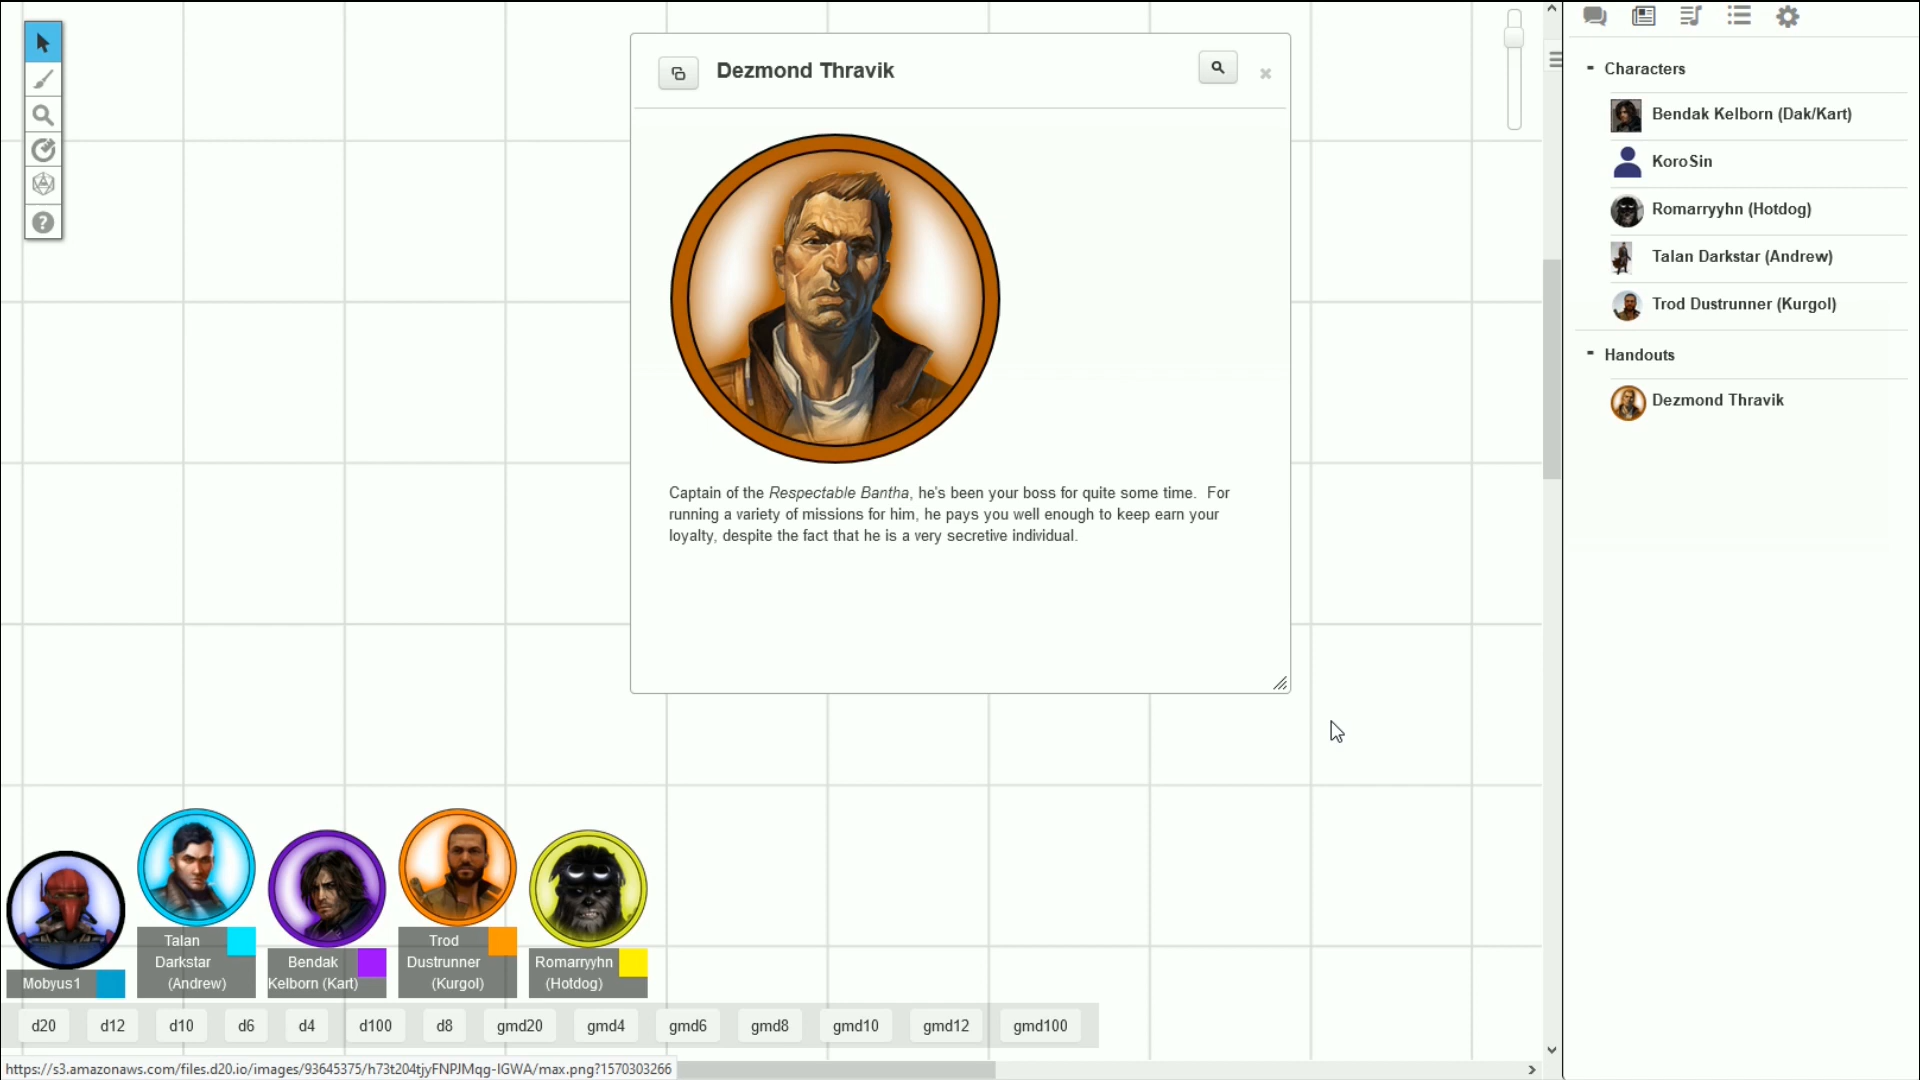 Dezmond Thravik
Captain of the Respectable Bantha, he's been your boss for quite some time.  For
running a variety of missions for him, he pays you well enough to keep earn your
loyalty, despite the fact that he is a very secretive individual.
- Characters
Bendak Kelborn (Dak/Kart)
Koro Sin
Romarryyhn (Hotdog)
Talan Darkstar (Andrew)
Trod Dustrunner (Kurgol)
- Handouts
Dezmond Thravik
Mobyus1
Talan
Darkstar
(Andrew)
Bendak
Kelborn (Kart)
Trod
Dustrunner
(Kurgol)
Romarryyhn
(Hotdog)
d20 d12 d10 d6 d4 d100 d8 gmd20 gmd4 gmd6 gmd8 gmd10 gmd12 gmd100
https://s3.amazonaws.com/files.d20.io/images/93645375/h73t204tjyFNPJMqg-IGWA/max.png?1570303266